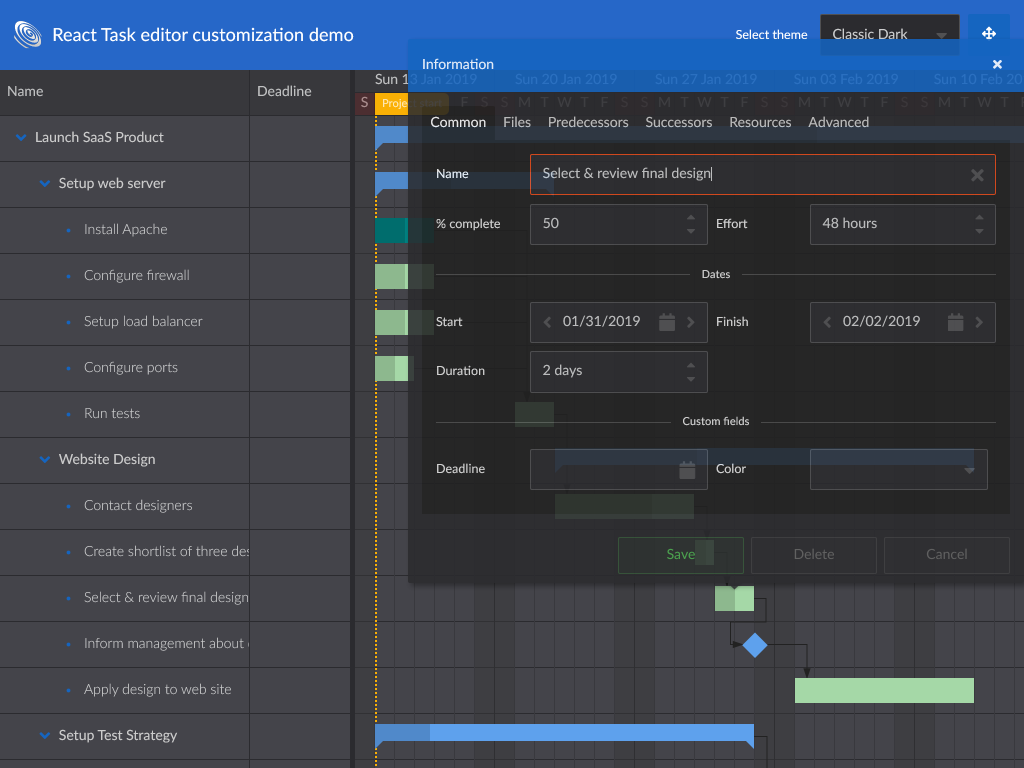 React Task editor customization demo
Select theme
Classic Dark
Name
Deadline
Sun 13 Jan 2019
Sun 20 Jan 2019
Sun 27 Jan 2019
Sun 03 Feb 2019
Sun 10 Feb 20
S
Proje
F S S M T W T F S S M T W T F S S M T W T F S S M T W T
Information
Common Files Predecessors Successors Resources Advanced
Name
Select & review final design
% complete
50
Effort
48 hours
Dates
Start
01/31/2019
Finish
02/02/2019
Duration
2 days
Custom fields
Deadline
Color
Save
Delete
Cancel
Launch SaaS Product
Setup web server
Install Apache
Configure firewall
Setup load balancer
Configure ports
Run tests
Website Design
Contact designers
Create shortlist of three des
Select & review final design
Inform management about
Apply design to web site
Setup Test Strategy